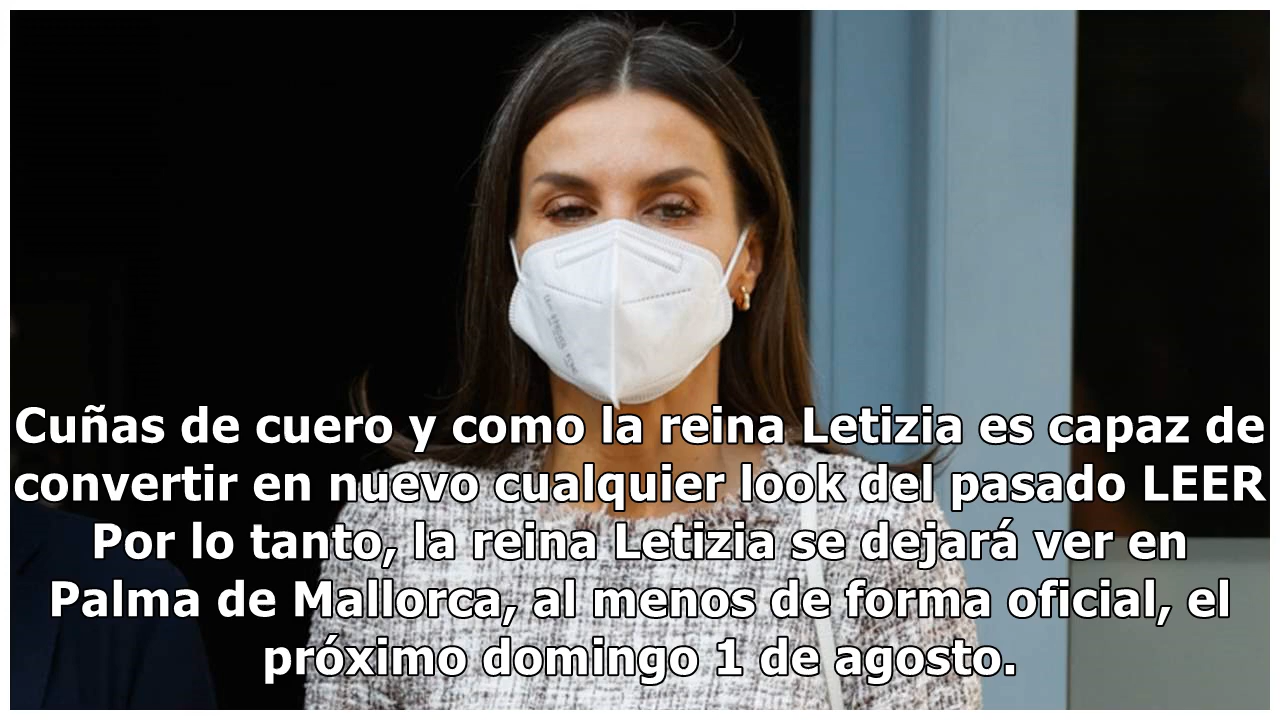 Cuñas de cuero y como la reina Letizia es capaz de
convertir en nuevo cualquier look del pasado LEER
Por lo tanto, la reina Letizia se dejará ver en
Palma de Mallorca, al menos de forma oficial, el
próximo domingo 1 de agosto.